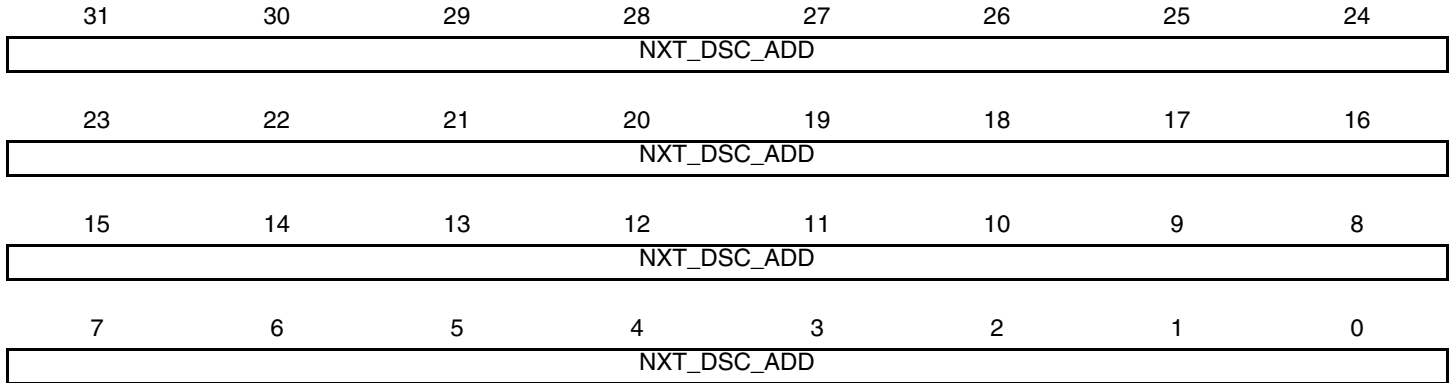 31 30 29 28 27 26 25 24
NXT_DSC_ADD
23 22 21 20 19 18 17 16
NXT_DSC_ADD
15 14 13 12 11 10 9 8
NXT_DSC_ADD
7 6 5 4 3 2 1 0
NXT_DSC_ADD